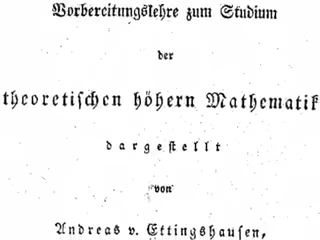 Vorbereitungslehre zum Studium
der
theoretischen höhern Mathematik
dargestellt
von
Andreas v. Ettingshausen,